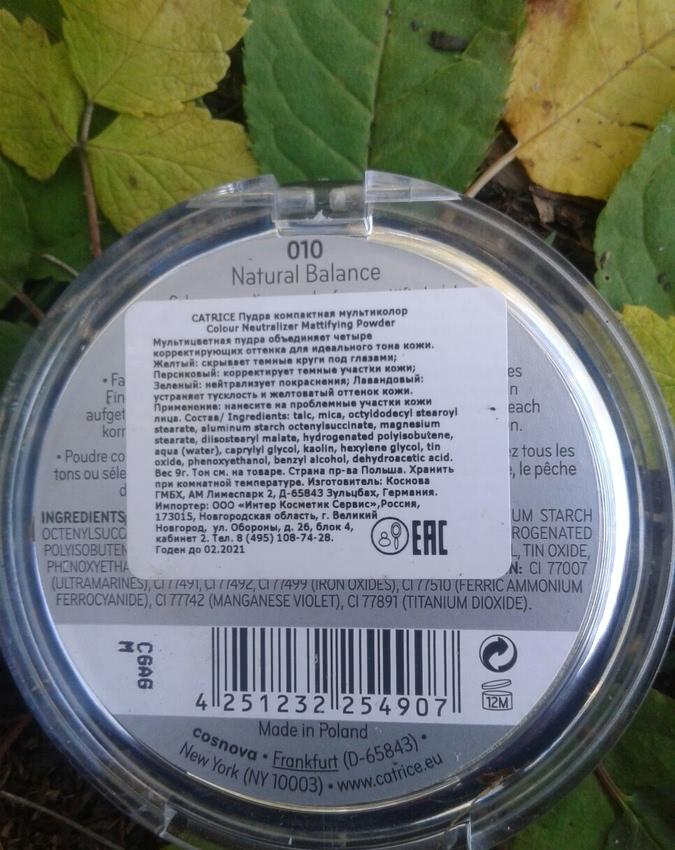 010
Natural Balance
CATRICE Пудра компактная мультиколор
Colour Neutralizer Mattifying Powder
Мультицветная пудра объединяет четыре
корректирующих оттенка для идеального тона кожи.
Желтый: скрывает темные круги под глазами;
Персиковый: корректирует темные участки кожи;
Зеленый: нейтрализует покраснения; Лавандовый:
устраняет тусклость и желтоватый оттенок кожи.
Применение: нанесите на проблемные участки кожи
лица. Состав/ Ingredients: talc, mica, octyldodecyl stearoyl
stearate, aluminum starch octenylsuccinate, magnesium
stearate, diisostearyl malate, hydrogenated polyisobutene,
aqua (water), caprylyl glycol, kaolin, hexylene glycol, tin
oxide, phenoxyethanol, benzyl alcohol, dehydroacetic acid.
Вес 9г. Тон см. на товаре. Страна пр-ва Польша. Хранить
при комнатной температуре. Изготовитель: Коснова
ГМБХ, АМ Лимеспарк 2, Д-65843 Зульцбах, Германия.
Импортер: ООО «Интер Косметик Сервис»,Россия,
173015, Новгородская область, г. Великий
Новгород, ул. Обороны, д. 26, блок 4,
кабинет 2. Тел. 8 (495) 108-74-28.
Годен до 02.2021
EAC
• Fa
Ein
aufget
korr
• Poudre co
tons ou séle
d
es
n
each
n.
ez tous les
, le pêche
INGREDIENTS
UM STARCH
OCTENYLSUCC
ROGENATED
POLYISOBUTEN
, TIN OXIDE,
PHENOXYETHA
N: CI 77007
(ULTRAMARINES), CI 77491, CI 77492, CI 77499 (IRON OXIDES), CI 77510 (FERRIC AMMONIUM
FERROCYANIDE), CI 77742 (MANGANESE VIOLET), CI 77891 (TITANIUM DIOXIDE).
C6A6
M
4 251232 254907
12M
Made in Poland
cosnova • Frankfurt (D-65843) •
New York (NY 10003) • www.catrice.eu